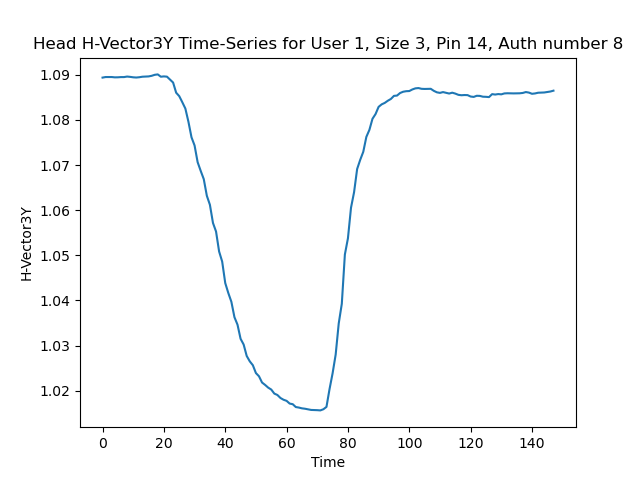 Head H-Vector3Y Time-Series for User 1, Size 3, Pin 14, Auth number 8
H-Vector3Y
1.09
1.08
1.07
1.06
1.05
1.04
1.03
1.02
0 20 40 60 80 100 120 140
Time